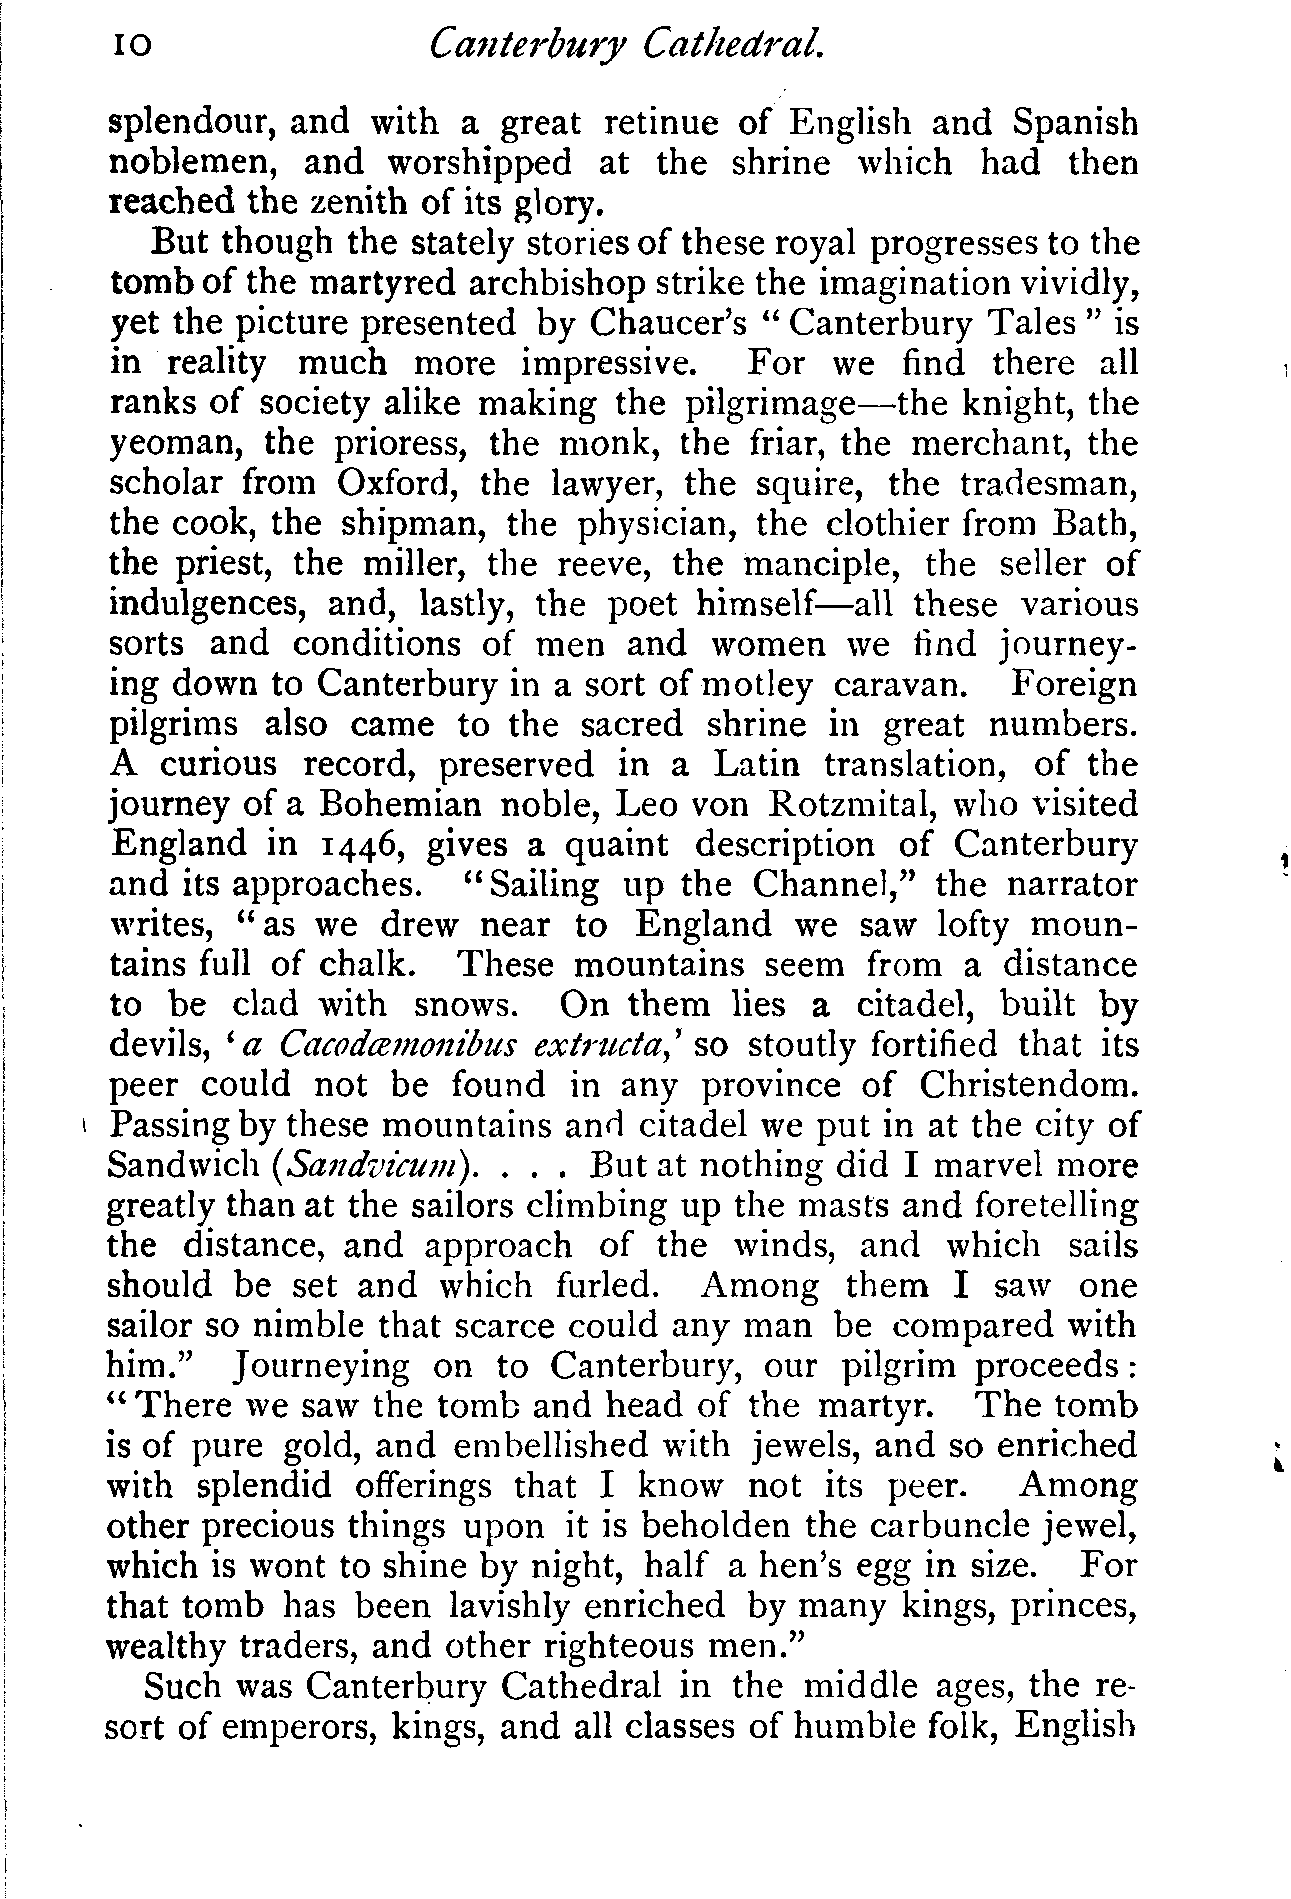 10 Canterbury Cathedral.
splendour, and with a great retinue of English and Spanish
noblemen, and worshipped at the shrine which had then
reached the zenith of its glory.
But though the stately stories of these royal progresses to the
tomb of the martyred archbishop strike the imagination vividly,
yet the picture presented by Chaucer's “ Canterbury Tales ” is
in reality much more impressive. For we find there all
ranks of society alike making the pilgrimage—the knight, the
yeoman, the prioress, the monk, the friar, the merchant, the
scholar from Oxford, the lawyer, the squire, the tradesman,
the cook, the shipman, the physician, the clothier from Bath,
the priest, the miller, the reeve, the manciple, the seller of
indulgences, and, lastly, the poet himself—all these various
sorts and conditions of men and women we find journey-
ing down to Canterbury in a sort of motley caravan. Foreign
pilgrims also came to the sacred shrine in great numbers.
A curious record, preserved in a Latin translation, of the
journey of a Bohemian noble, Leo von Rotzmital, who visited
England in 1446, gives a quaint description of Canterbury
and its approaches. “Sailing up the Channel,” the narrator
writes, “as we drew near to England we saw lofty moun-
tains full of chalk. These mountains seem from a distance
to be clad with snows. On them lies a citadel, built by
devils, ‘a Cacodæmonibus extructa,’ so stoutly fortified that its
peer could not be found in any province of Christendom.
Passing by these mountains and citadel we put in at the city of
Sandwich (Sandvicum). . . . But at nothing did I marvel more
greatly than at the sailors climbing up the masts and foretelling
the distance, and approach of the winds, and which sails
should be set and which furled. Among them I saw one
sailor so nimble that scarce could any man be compared with
him.” Journeying on to Canterbury, our pilgrim proceeds:
“There we saw the tomb and head of the martyr. The tomb
is of pure gold, and embellished with jewels, and so enriched
with splendid offerings that I know not its peer. Among
other precious things upon it is beholden the carbuncle jewel,
which is wont to shine by night, half a hen's egg in size. For
that tomb has been lavishly enriched by many kings, princes,
wealthy traders, and other righteous men.”
Such was Canterbury Cathedral in the middle ages, the re-
sort of emperors, kings, and all classes of humble folk, English